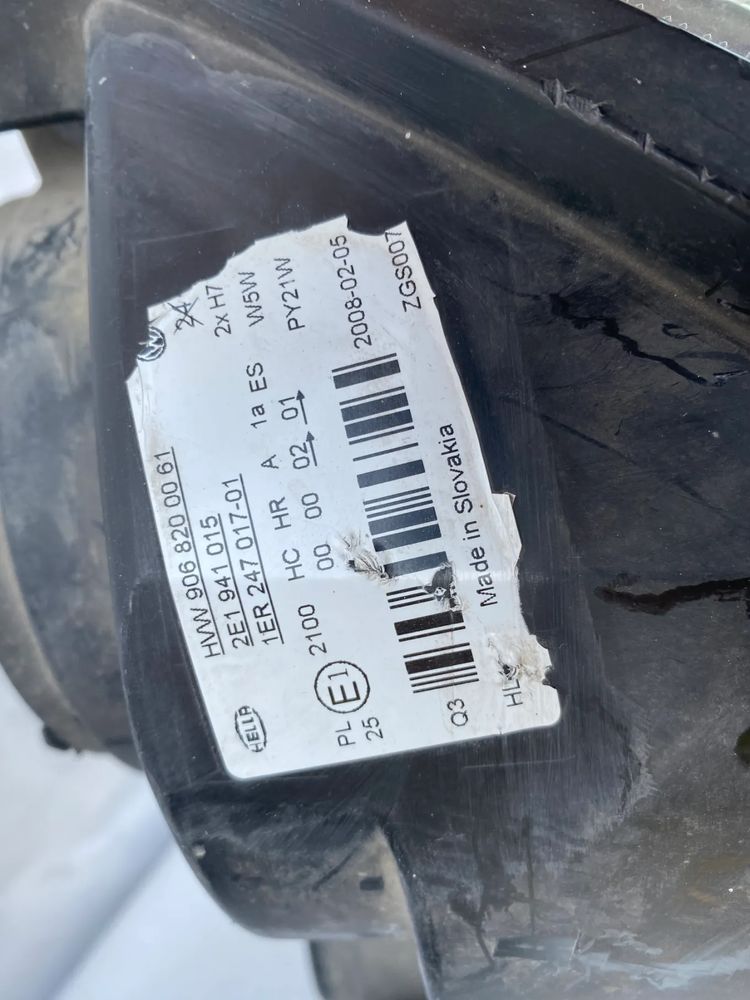 HELLA
HVW 906 820 00 61
2E1 941 015
1ER 247 017-01
2x H7
W5W
PY21W
HC HR A 1a ES
2100 00 00 02 01
PL E1
25
2008-02-05
ZGS007
Made in Slovakia
Q3